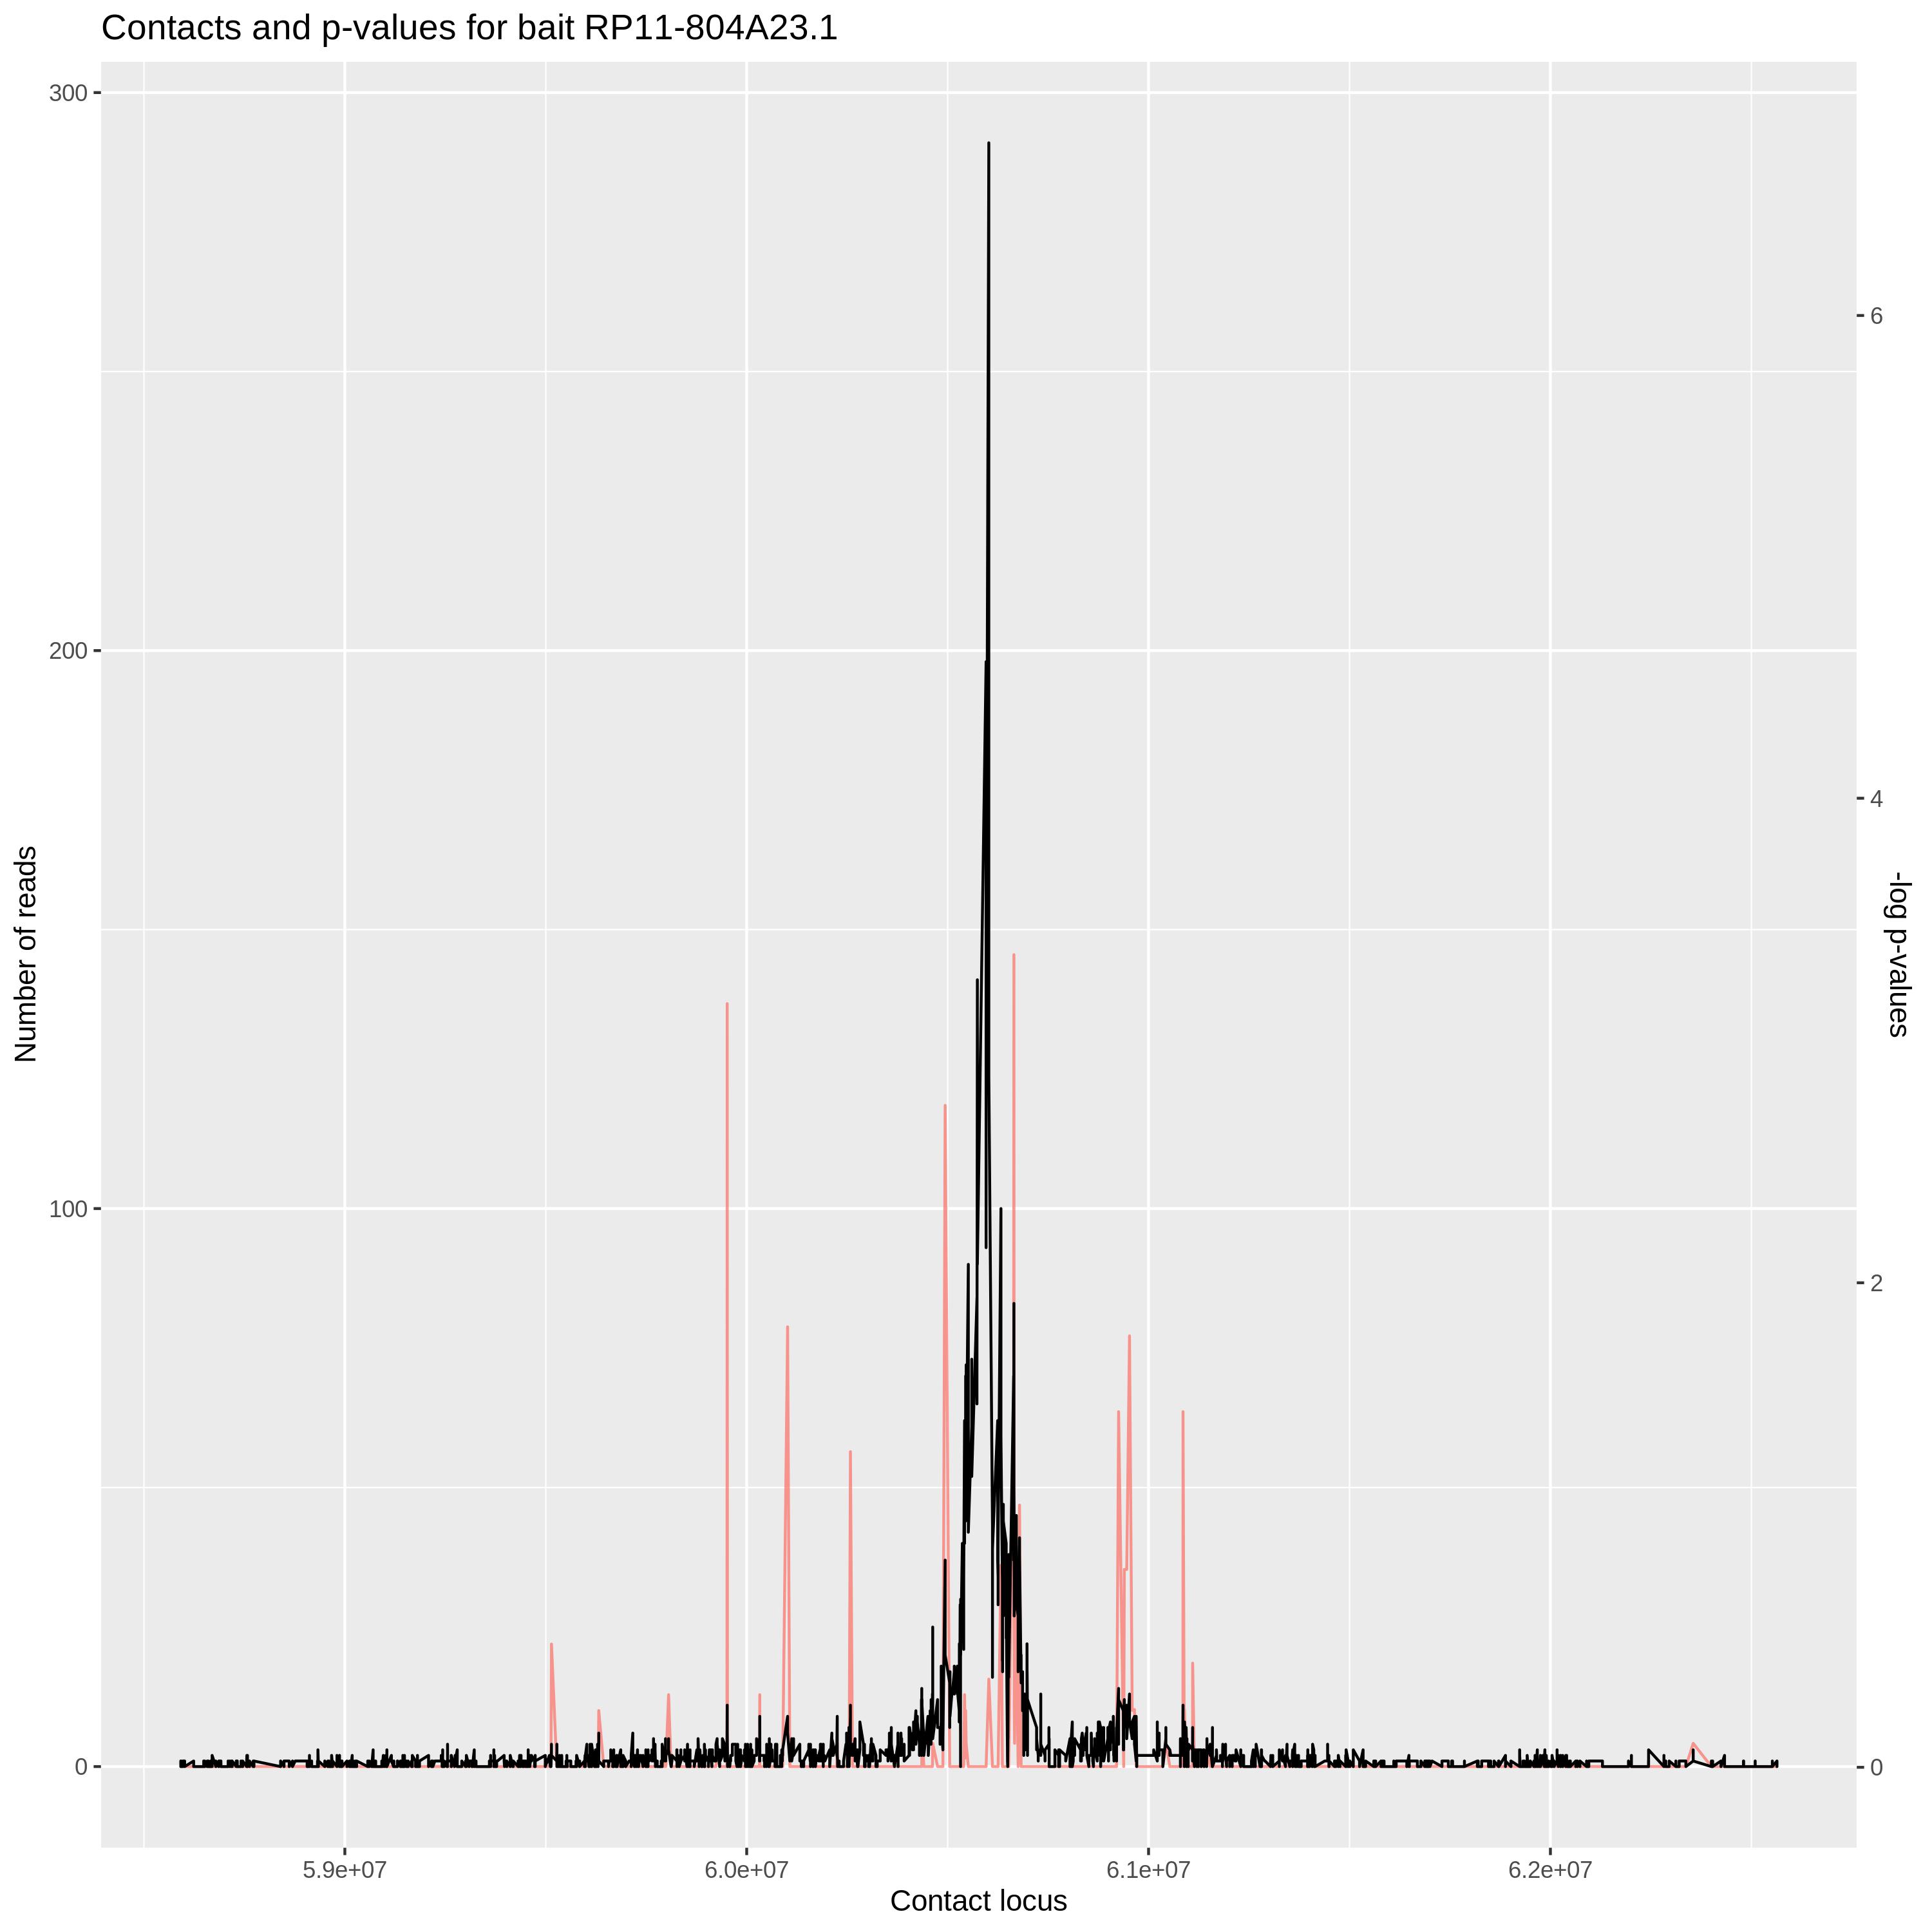 Contacts and p-values for bait RP11-804A23.1
300
200
100
0
Number of reads
6
4
2
0
-log p-values
5.9e+07
6.0e+07
6.1e+07
6.2e+07
Contact locus